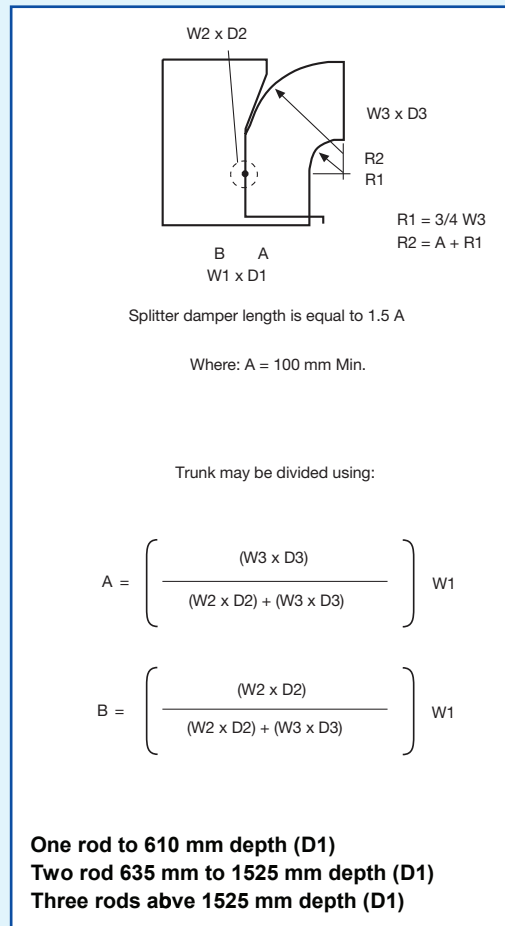 W2 x D2
W3 x D3
R2
R1
R1 = 3/4 W3
R2 = A + R1
B A
W1 x D1
Splitter damper length is equal to 1.5 A
Where: A = 100 mm Min.
Trunk may be divided using:
(W3 x D3)
A = W1
(W2 x D2) + (W3 x D3)
(W2 x D2)
B = W1
(W2 x D2) + (W3 x D3)
One rod to 610 mm depth (D1)
Two rod 635 mm to 1525 mm depth (D1)
Three rods abve 1525 mm depth (D1)